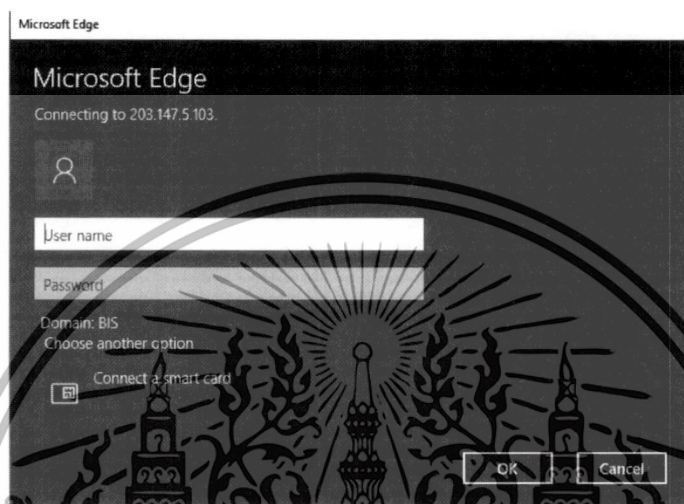 Microsoft Edge
Microsoft Edge
Connecting to 203.147.5.103.
User name
Password
Domain: BIS
Choose another option
Connect a smart card
OK
Cancel